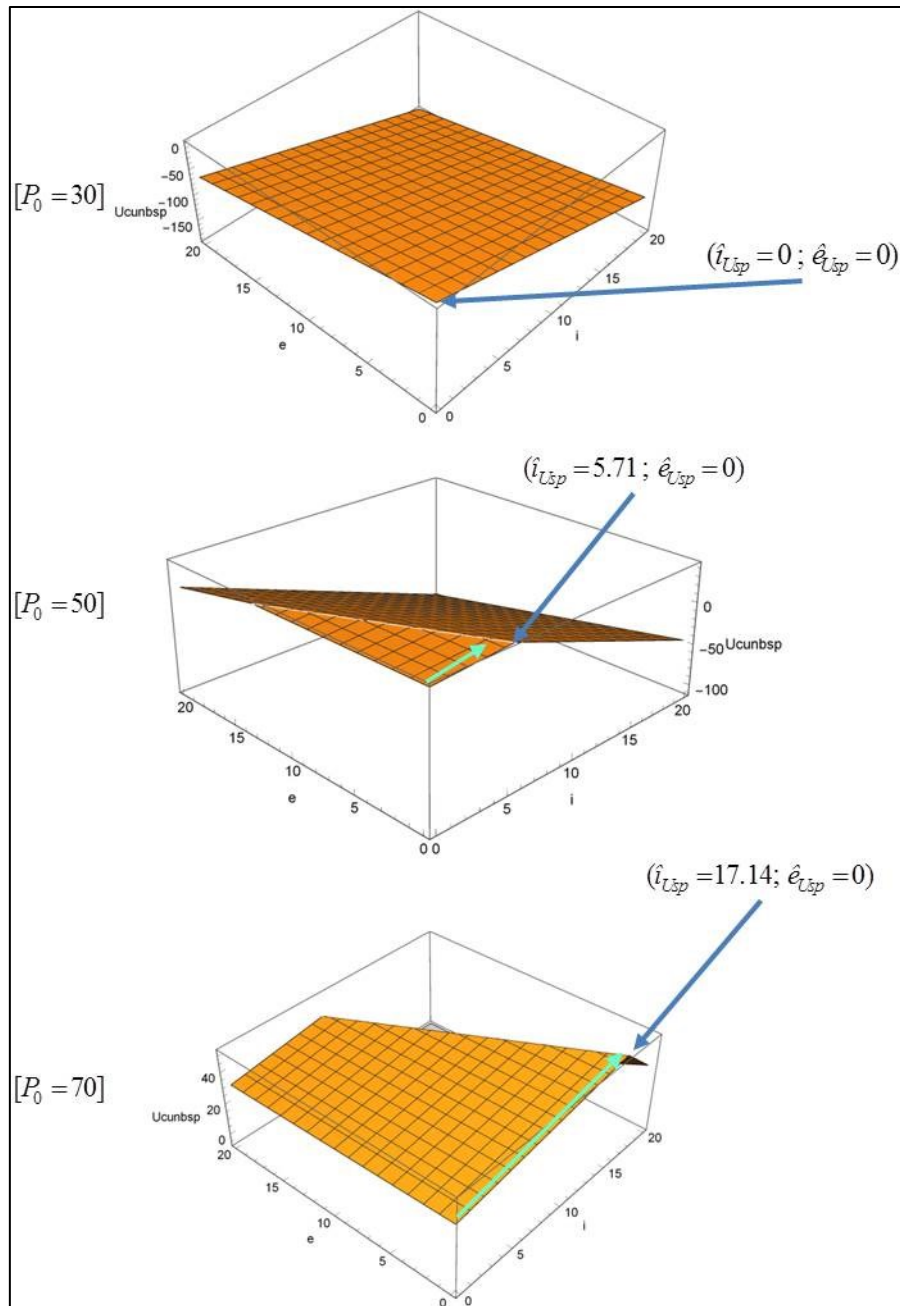 0
−50
[P₀ = 30]
−100
Ucunbsp
−150
20
15
10
e
5
0
20
15
10
i
5
0
(î_Usp = 0 ; ê_Usp = 0)
(î_Usp = 5.71 ; ê_Usp = 0)
[P₀ = 50]
0
−50 Ucunbsp
−100
20
15
10
e
5
0
20
15
10
i
5
0
(î_Usp = 17.14; ê_Usp = 0)
[P₀ = 70]
40
20
Ucunbsp
0
20
15
10
e
5
0
20
15
10
i
5
0